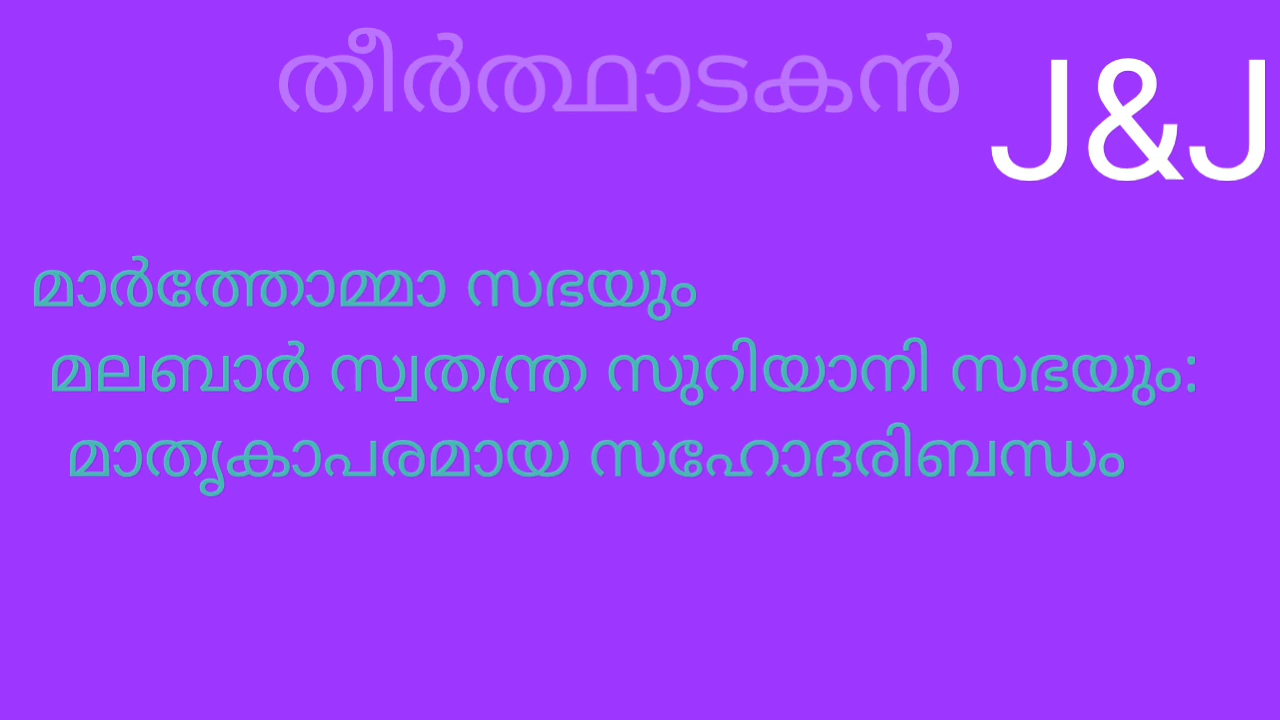 തീർത്ഥാടകൻ
J&J
മാർത്തോമ്മാ സഭയും
മലബാർ സ്വതന്ത്ര സുറിയാനി സഭയും:
മാതൃകാപരമായ സഹോദരിബന്ധം